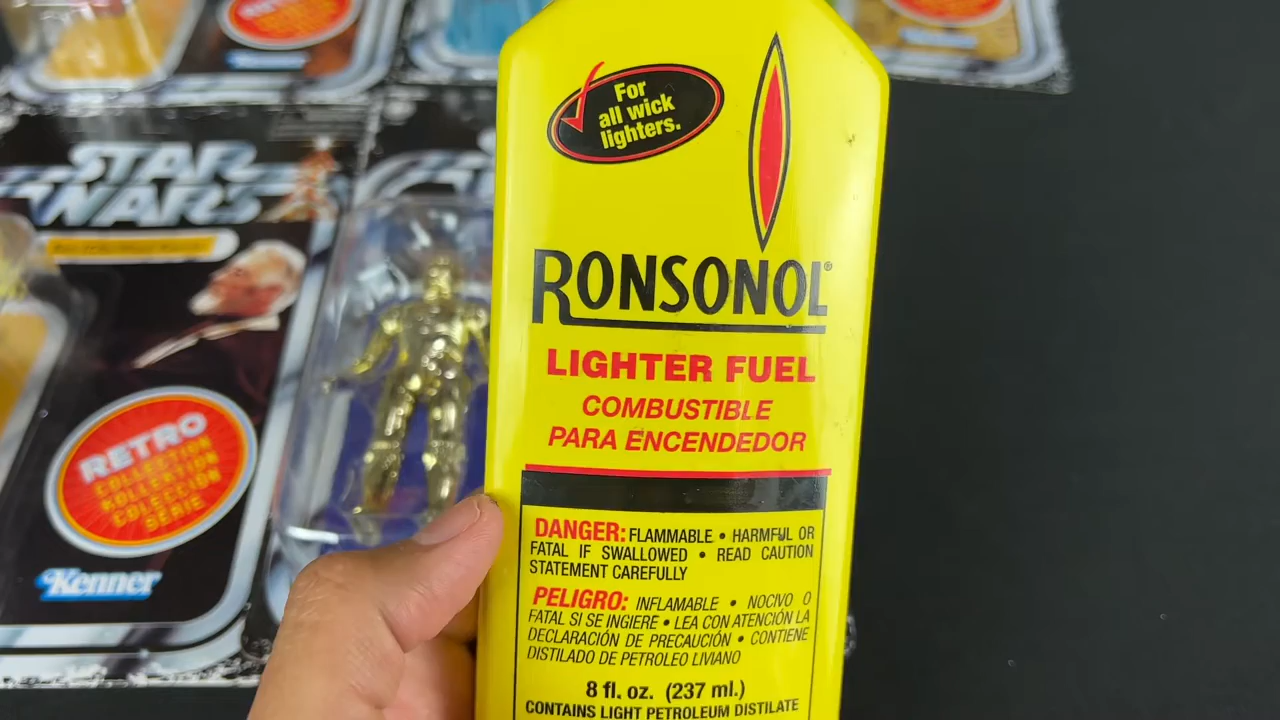 For
all wick
lighters.
RONSONOL®
LIGHTER FUEL
COMBUSTIBLE
PARA ENCENDEDOR
DANGER: FLAMMABLE • HARMFUL OR
FATAL IF SWALLOWED • READ CAUTION
STATEMENT CAREFULLY
PELIGRO: INFLAMABLE • NOCIVO O
FATAL SI SE INGIERE • LEA CON ATENCIÓN LA
DECLARACIÓN DE PRECAUCIÓN • CONTIENE
DISTILADO DE PETROLEO LIVIANO
8 fl. oz. (237 ml.)
CONTAINS LIGHT PETROLEUM DISTILATE
STAR
WARS
RETRO
COLLECTION
COLLECTION
COLECCIÓN
SÉRIE
Kenner